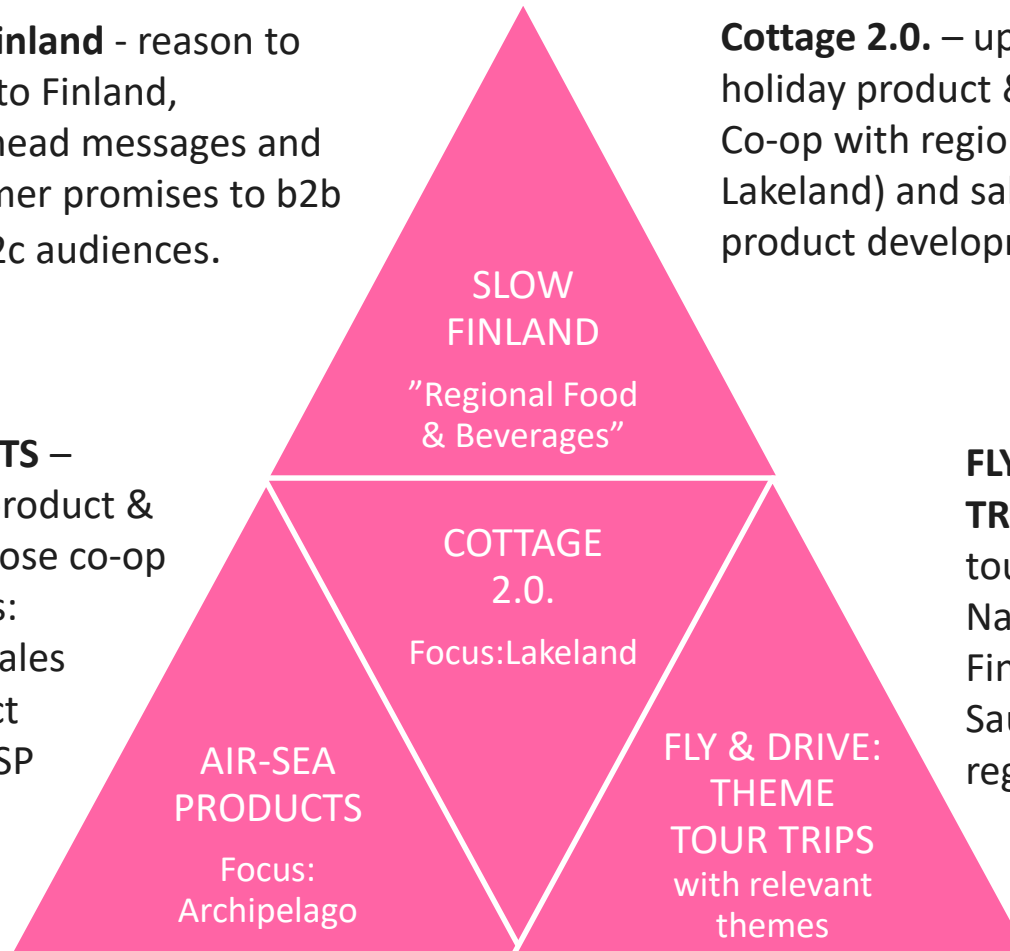 inland - reason to
to Finland,
head messages and
mer promises to b2b
2c audiences.
Cottage 2.0. – up
holiday product &
Co-op with regio
Lakeland) and sal
product develop
SLOW
FINLAND
”Regional Food
& Beverages”
TS –
roduct &
ose co-op
s:
ales
ct
SP
COTTAGE
2.0.
Focus:Lakeland
FLY
TR
tou
Na
Fin
Sau
reg
AIR-SEA
PRODUCTS
Focus:
Archipelago
FLY & DRIVE:
THEME
TOUR TRIPS
with relevant
themes